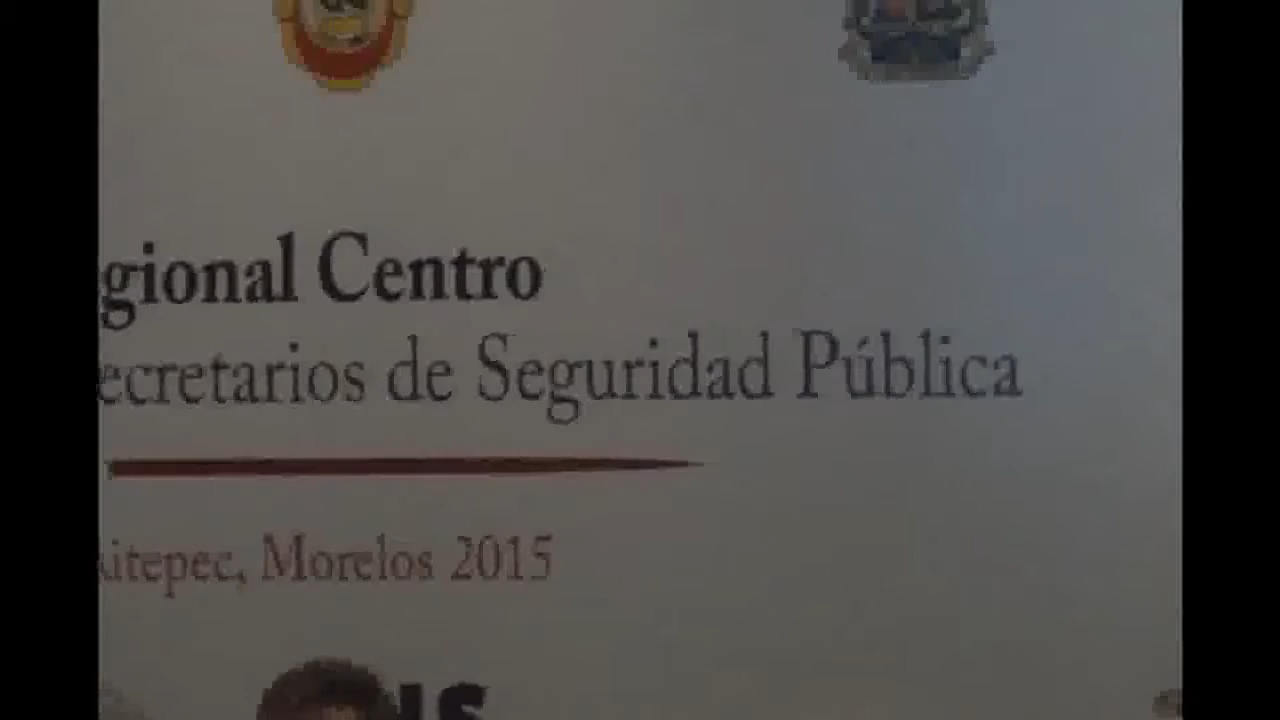 gional Centro
ecretarios de Seguridad Pública
itepec, Morelos 2015